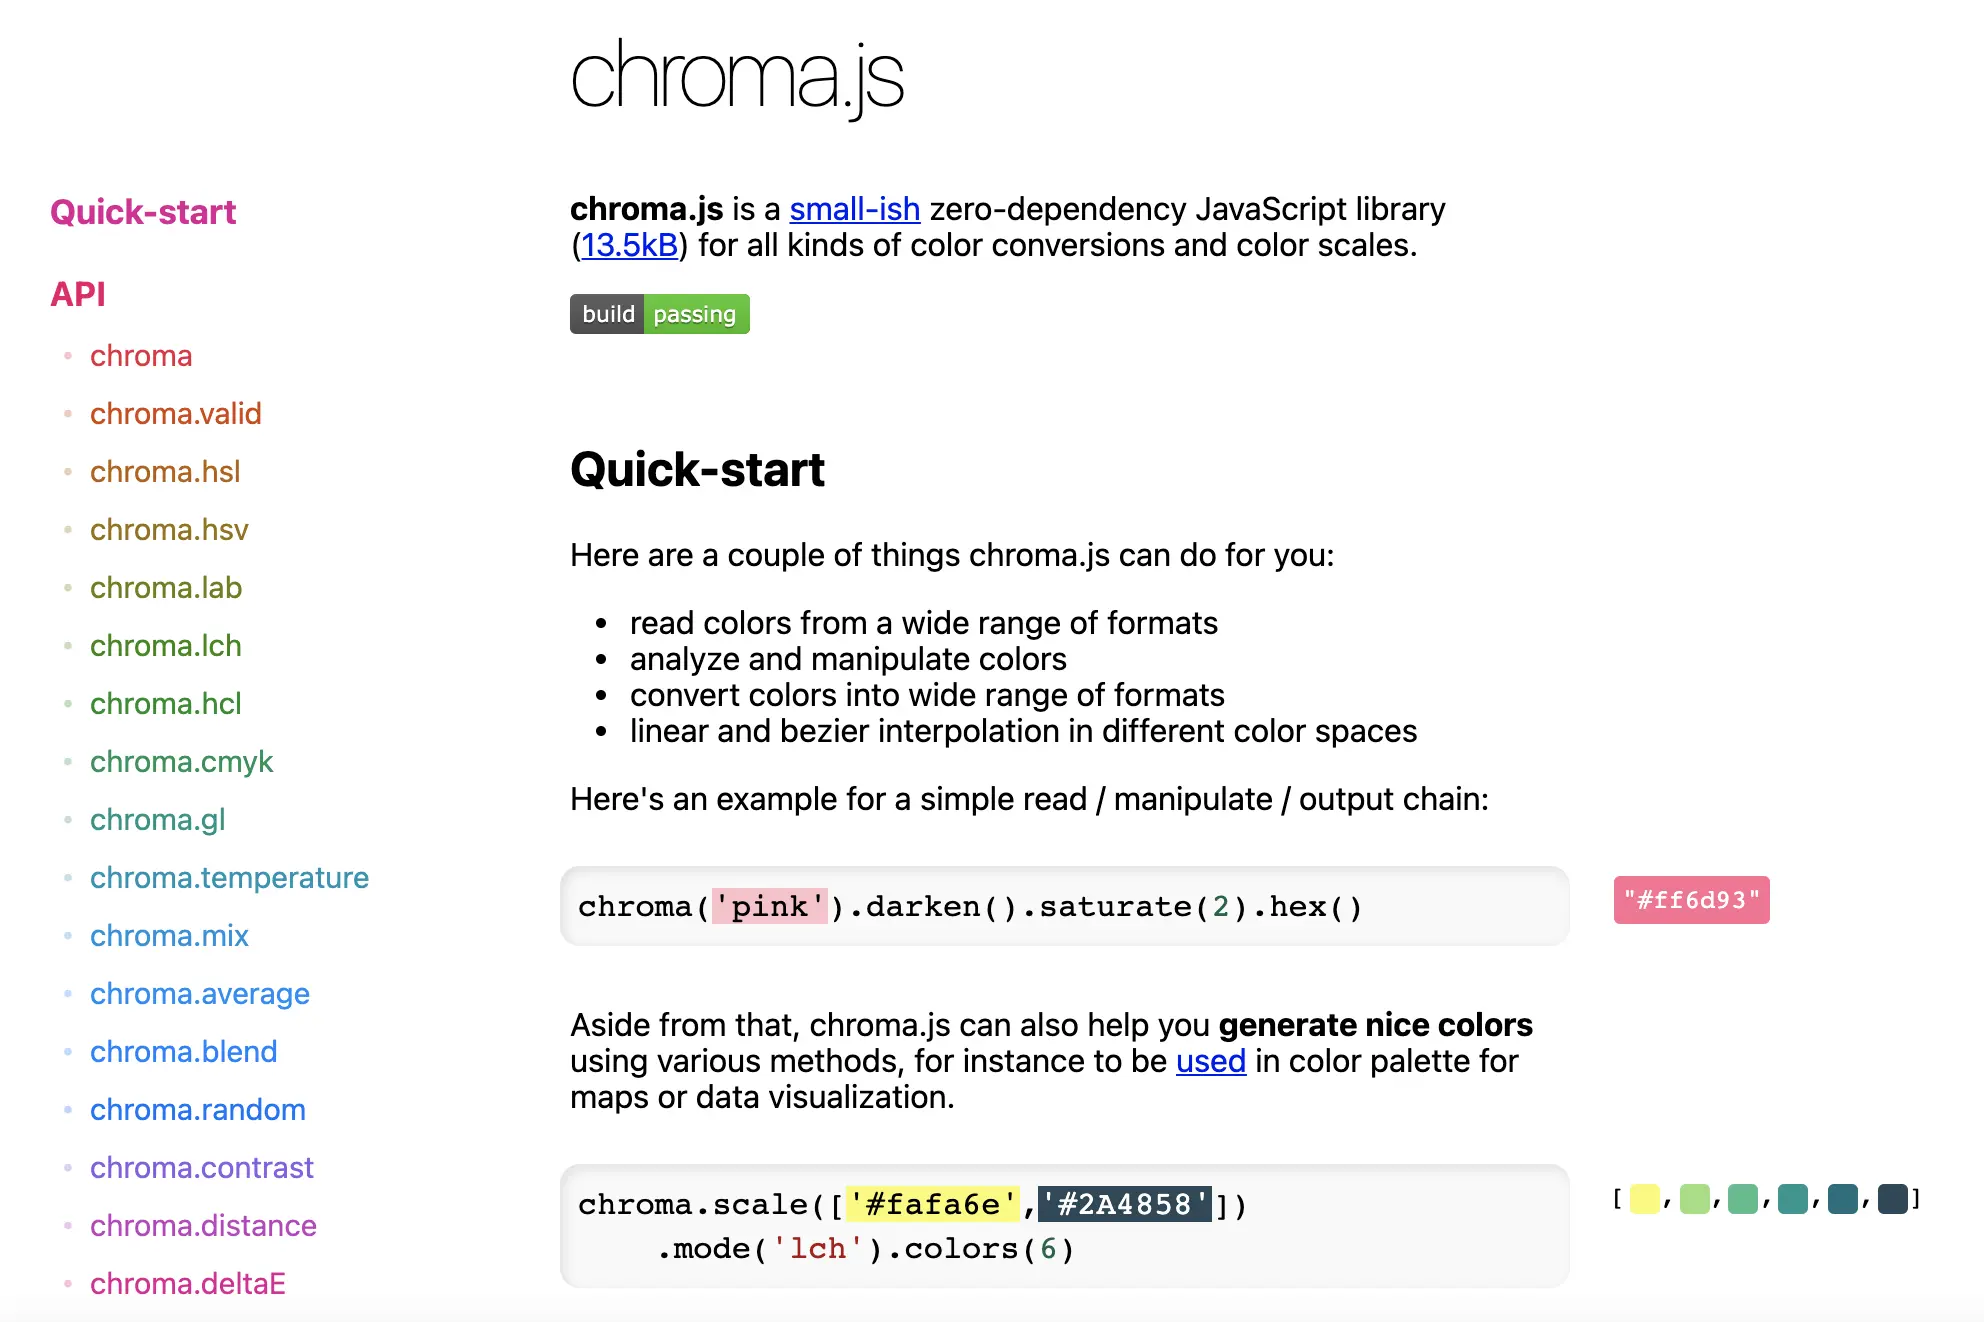 chroma.js
Quick-start
API
chroma
chroma.valid
chroma.hsl
chroma.hsv
chroma.lab
chroma.lch
chroma.hcl
chroma.cmyk
chroma.gl
chroma.temperature
chroma.mix
chroma.average
chroma.blend
chroma.random
chroma.contrast
chroma.distance
chroma.deltaE
chroma.js is a small-ish zero-dependency JavaScript library
(13.5kB) for all kinds of color conversions and color scales.
build passing
Quick-start
Here are a couple of things chroma.js can do for you:
• read colors from a wide range of formats
• analyze and manipulate colors
• convert colors into wide range of formats
• linear and bezier interpolation in different color spaces
Here's an example for a simple read / manipulate / output chain:
chroma('pink').darken().saturate(2).hex()
"#ff6d93"
Aside from that, chroma.js can also help you generate nice colors
using various methods, for instance to be used in color palette for
maps or data visualization.
chroma.scale(['#fafa6e','#2A4858'])
.mode('lch').colors(6)
[ , , , , , ]